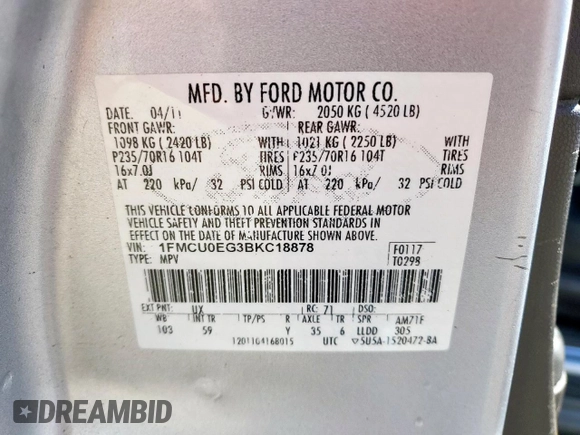 MFD. BY FORD MOTOR CO.
DATE: 04/11 GVWR: 2050 KG ( 4520 LB)
FRONT GAWR: REAR GAWR:
1098 KG ( 2420 LB) WITH 1021 KG ( 2250 LB) WITH
P235/70R16 104T TIRES P235/70R16 104T TIRES
16x7.0J RIMS 16x7.0J RIMS
AT 220 kPa/ 32 PSI COLD AT 220 kPa/ 32 PSI COLD
THIS VEHICLE CONFORMS TO ALL APPLICABLE FEDERAL MOTOR
VEHICLE SAFETY AND THEFT PREVENTION STANDARDS IN
EFFECT ON THE DATE OF MANUFACTURE SHOWN ABOVE.
VIN: 1FMCU0EG3BKC18878 F0117
TYPE: MPV T0298
EXT PNT: UX RC: 71 DSO:
WB INT TR TP/PS R AXLE TR SPR AM71F
103 59 Y 35 6 LLDD 305
1201104168015 UTC ▽5U5A-1520472-BA
DREAMBID